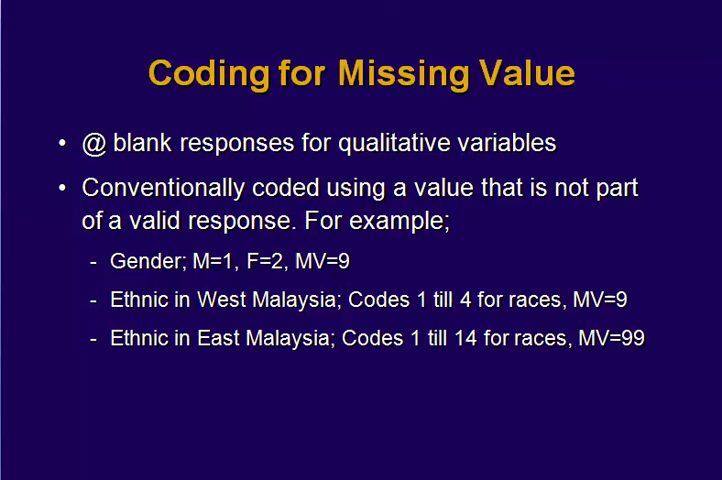 Coding for Missing Value
• @ blank responses for qualitative variables
• Conventionally coded using a value that is not part
of a valid response. For example;
- Gender; M=1, F=2, MV=9
- Ethnic in West Malaysia; Codes 1 till 4 for races, MV=9
- Ethnic in East Malaysia; Codes 1 till 14 for races, MV=99